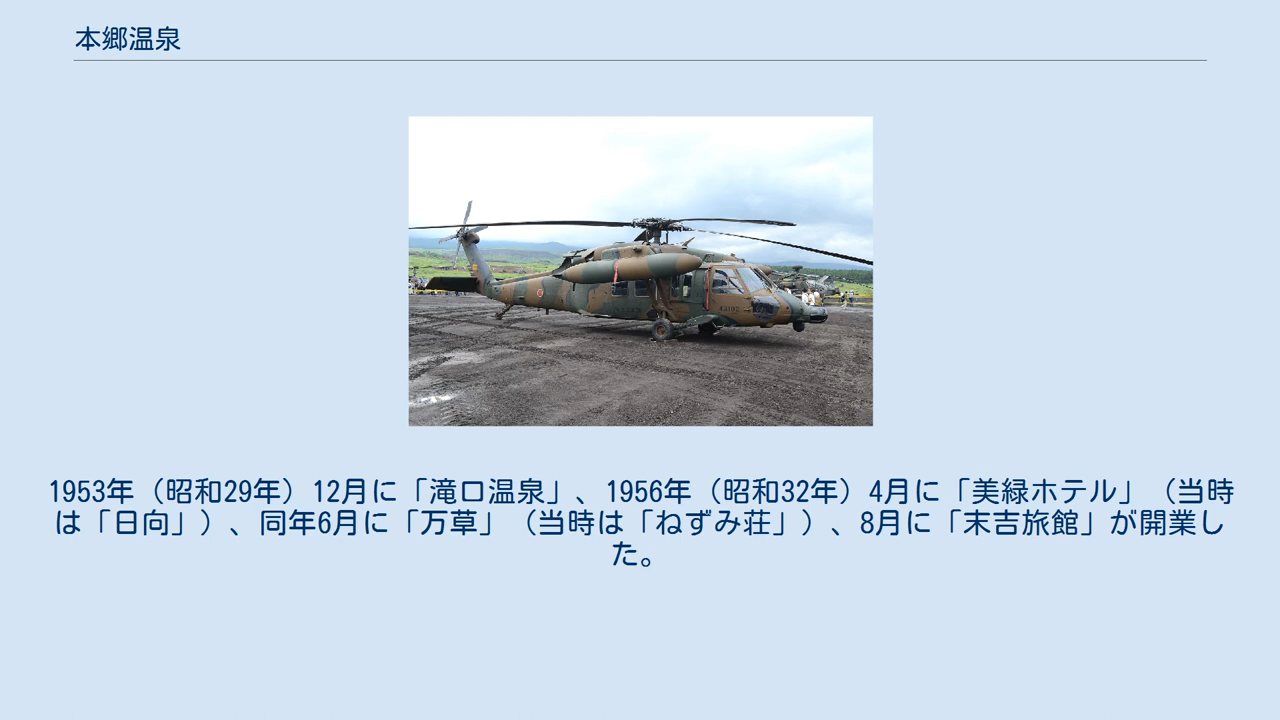 本郷温泉
1953年（昭和29年）12月に「滝口温泉」、1956年（昭和32年）4月に「美緑ホテル」（当時
は「日向」）、同年6月に「万草」（当時は「ねずみ荘」）、8月に「末吉旅館」が開業し
た。